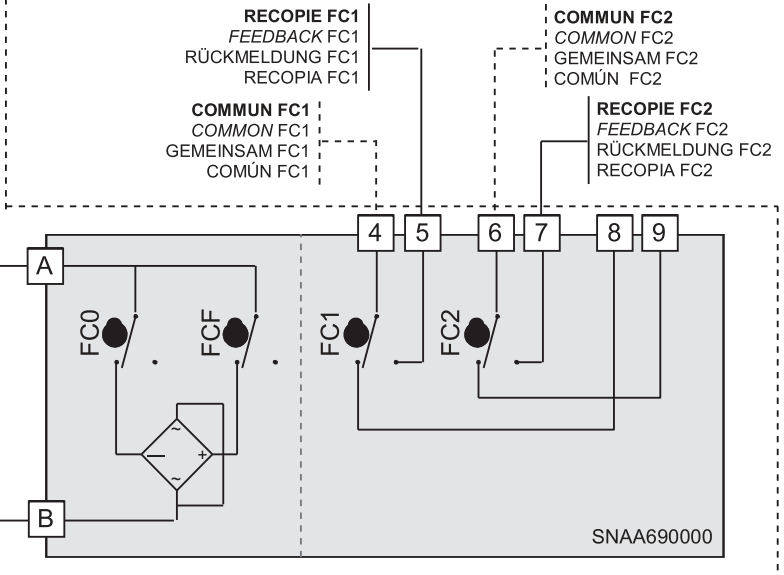 RECOPIE FC1
FEEDBACK FC1
RÜCKMELDUNG FC1
RECOPIA FC1
COMMUN FC2
COMMON FC2
GEMEINSAM FC2
COMÚN FC2
COMMUN FC1
COMMON FC1
GEMEINSAM FC1
COMÚN FC1
RECOPIE FC2
FEEDBACK FC2
RÜCKMELDUNG FC2
RECOPIA FC2
4 5 6 7 8 9
A
FC0 FCF FC1 FC2
~
— +
~
B
SNAA690000